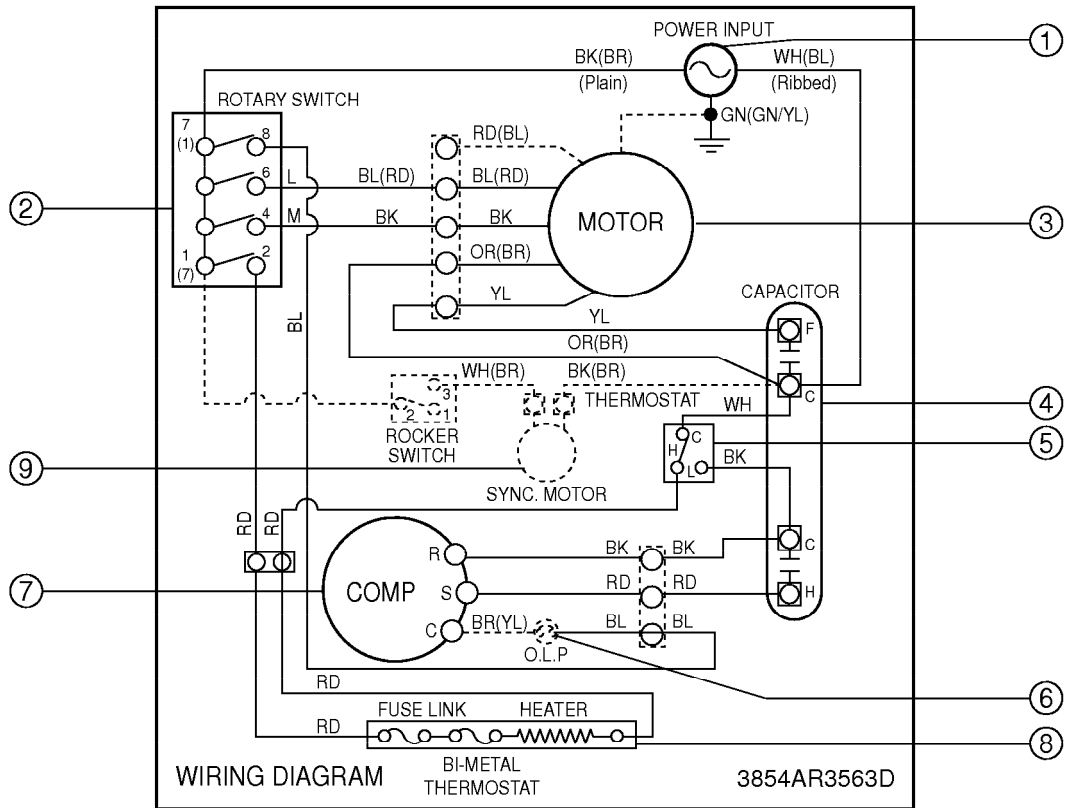 POWER INPUT
1
BK(BR)
WH(BL)
(Plain)
(Ribbed)
ROTARY SWITCH
GN(GN/YL)
7
(1)
8
RD(BL)
6
L
BL(RD)
BL(RD)
2
4
M
BK
BK
MOTOR
3
1
(7)
2
OR(BR)
YL
CAPACITOR
BL
YL
F
OR(BR)
WH(BR)
BK(BR)
C
3
2
1
THERMOSTAT
WH
4
ROCKER
SWITCH
C
H
L
BK
5
9
SYNC. MOTOR
RD
RD
R
BK
BK
C
7
COMP
S
RD
RD
H
C
BR(YL)
BL
BL
O.L.P
RD
6
FUSE LINK
HEATER
RD
8
BI-METAL
THERMOSTAT
WIRING DIAGRAM
3854AR3563D